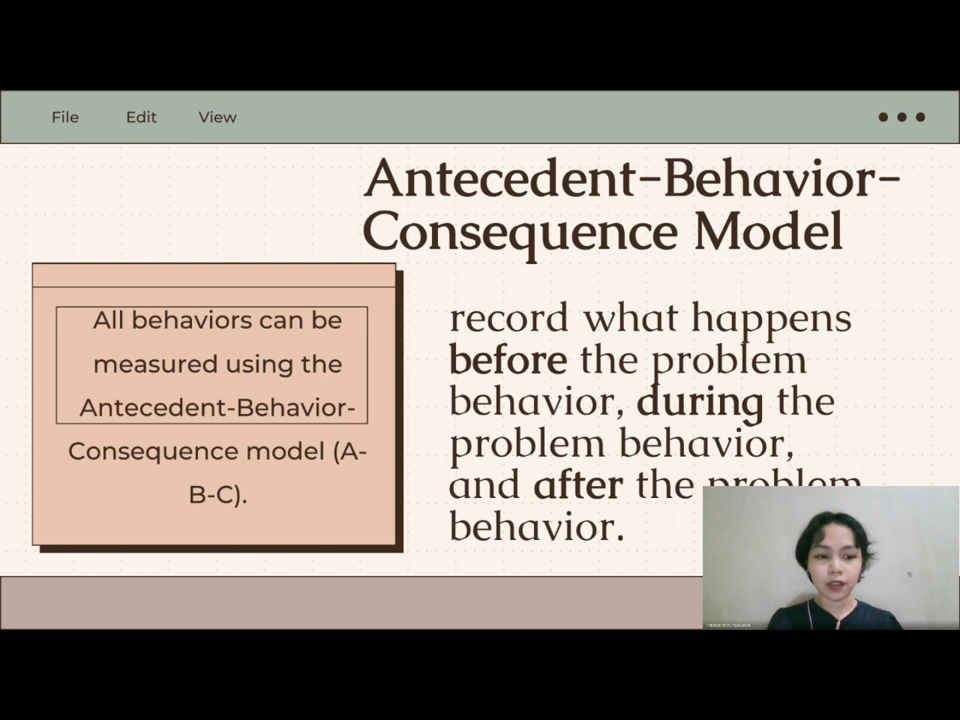 File Edit View
Antecedent-Behavior-
Consequence Model
All behaviors can be
measured using the
Antecedent-Behavior-
Consequence model (A-
B-C).
record what happens
before the problem
behavior, during the
problem behavior,
and after the problem
behavior.